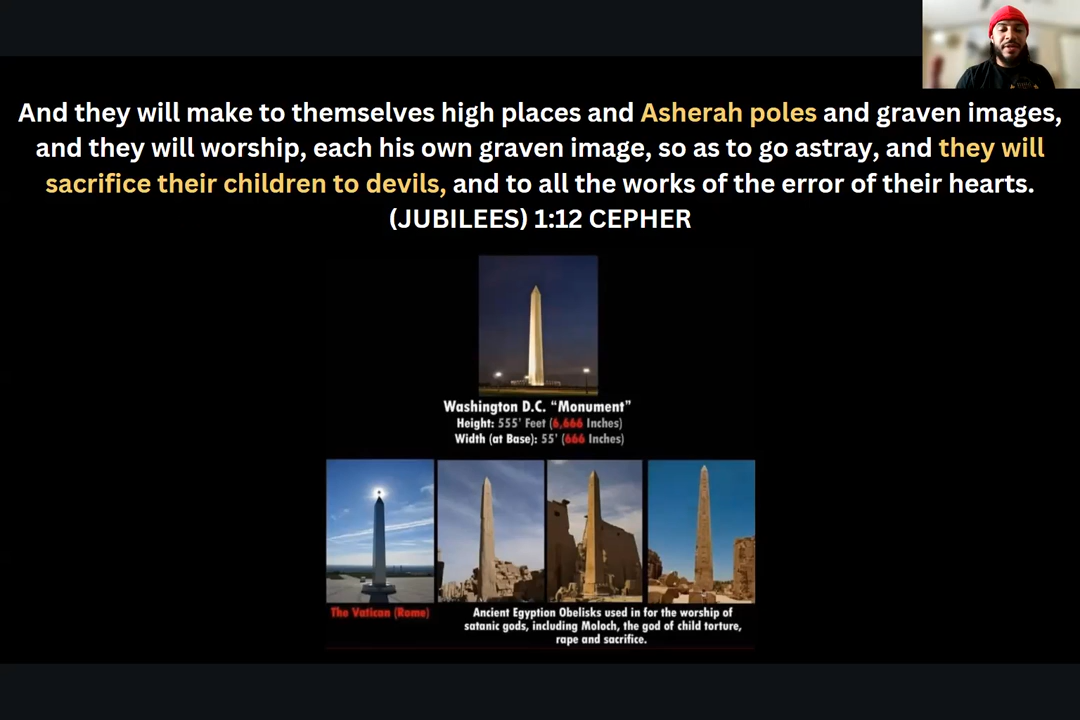 And they will make to themselves high places and Asherah poles and graven images,
and they will worship, each his own graven image, so as to go astray, and they will
sacrifice their children to devils, and to all the works of the error of their hearts.
(JUBILEES) 1:12 CEPHER
Washington D.C. “Monument”
Height: 555' Feet (6,666 Inches)
Width (at Base): 55' (666 Inches)
The Vatican (Rome)
Ancient Egyption Obelisks used in for the worship of
satanic gods, including Moloch, the god of child torture,
rape and sacrifice.